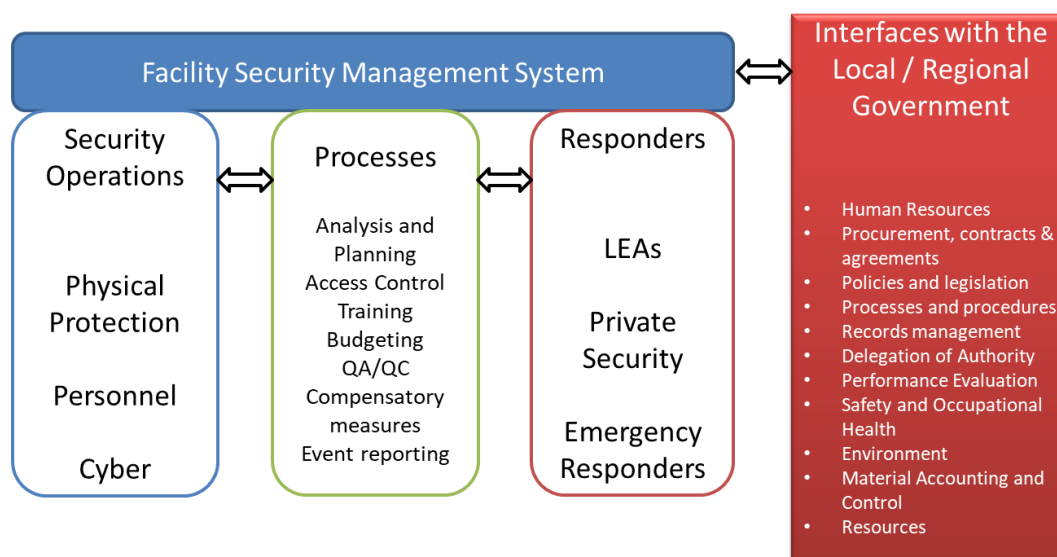 Facility Security Management System
Security
Operations
Physical
Protection
Personnel
Cyber
Processes
Analysis and
Planning
Access Control
Training
Budgeting
QA/QC
Compensatory
measures
Event reporting
Responders
LEAs
Private
Security
Emergency
Responders
Interfaces with the
Local / Regional
Government
• Human Resources
• Procurement, contracts &
agreements
• Policies and legislation
• Processes and procedures
• Records management
• Delegation of Authority
• Performance Evaluation
• Safety and Occupational
Health
• Environment
• Material Accounting and
Control
• Resources